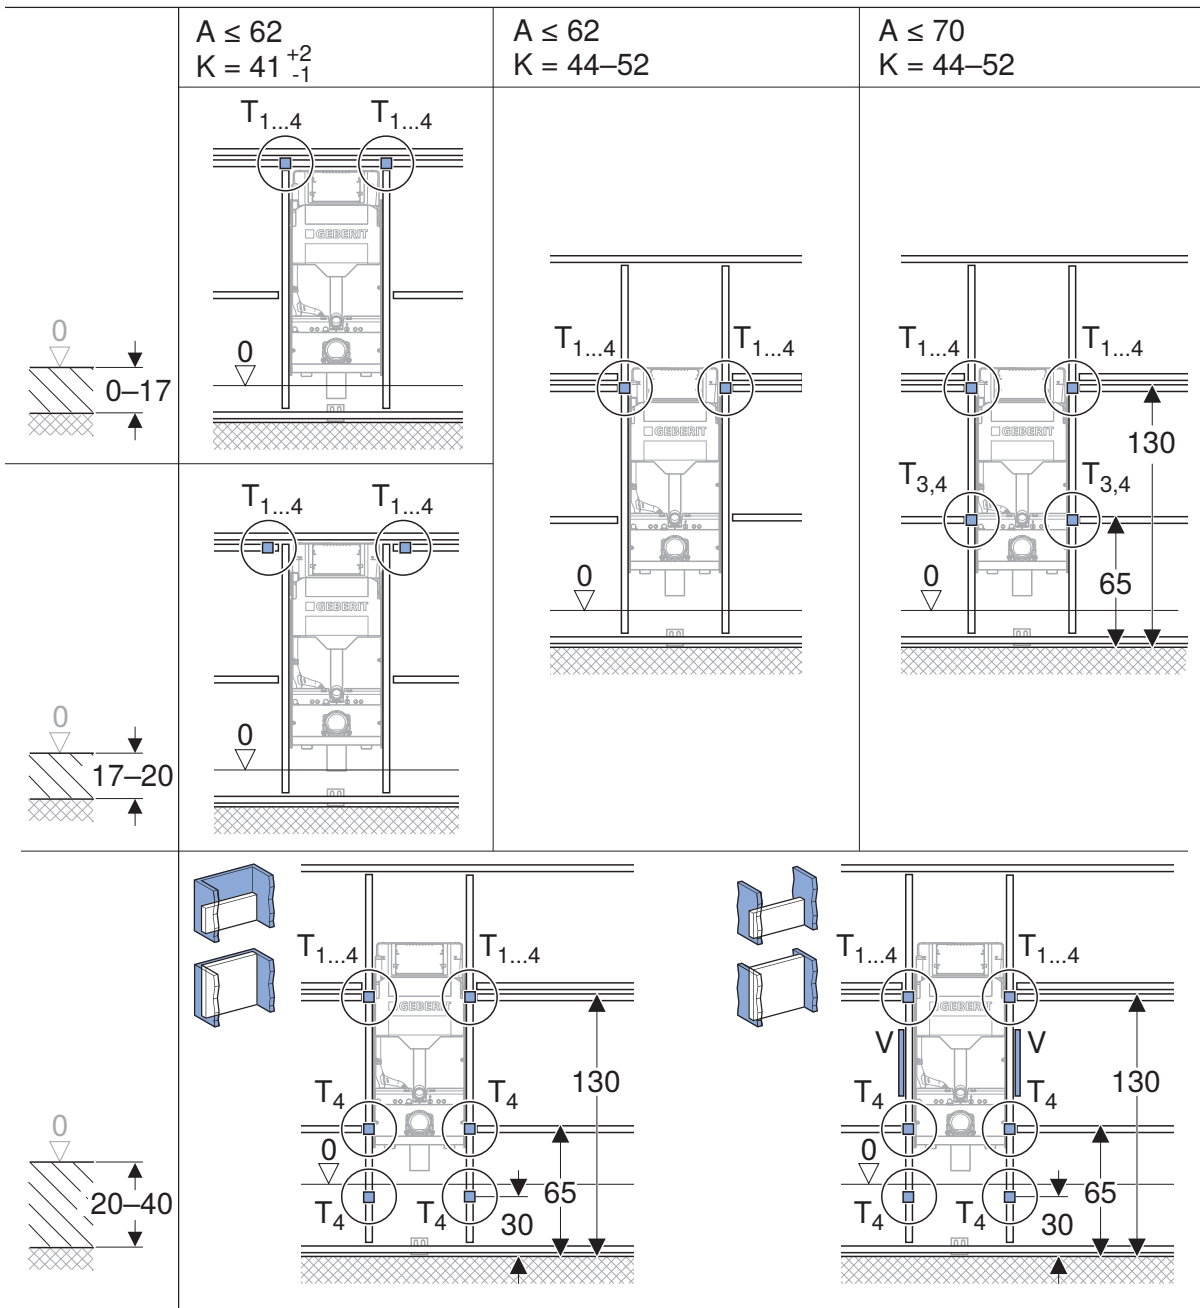 A ≤ 62
K = 41 +2 -1
A ≤ 62
K = 44–52
A ≤ 70
K = 44–52
0
0–17
T1...4 T1...4
GEBERIT
0
T1...4 T1...4
GEBERIT
0
T1...4 T1...4
GEBERIT
130
T3,4 T3,4
0
65
0
17–20
T1...4 T1...4
GEBERIT
0
0
20–40
T1...4 T1...4
GEBERIT
130
T4 T4
0
65
T4 T4
30
T1...4 T1...4
GEBERIT
V V
130
T4 T4
0
65
T4 T4
30